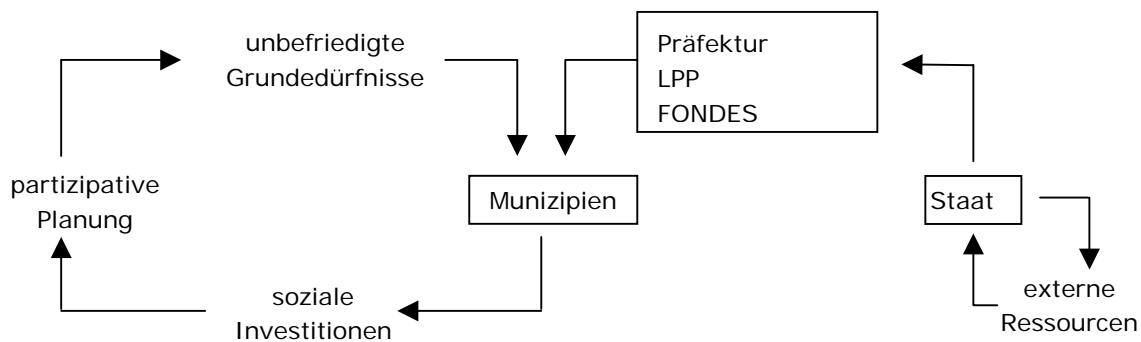 unbefriedigte
Grundedürfnisse
Präfektur
LPP
FONDES
partizipative
Planung
Munizipien
Staat
soziale
Investitionen
externe
Ressourcen